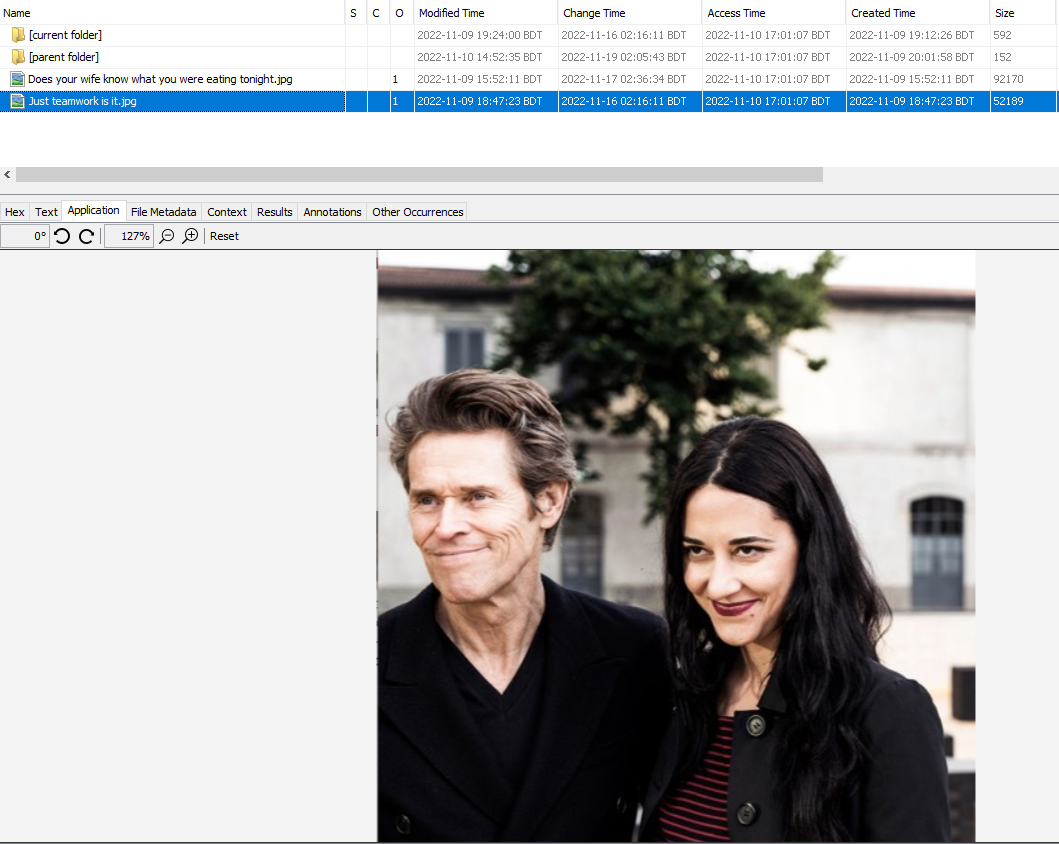 Name S C O Modified Time Change Time Access Time Created Time Size
[current folder] 2022-11-09 19:24:00 BDT 2022-11-16 02:16:11 BDT 2022-11-10 17:01:07 BDT 2022-11-09 19:12:26 BDT 592
[parent folder] 2022-11-10 14:52:35 BDT 2022-11-19 02:05:43 BDT 2022-11-10 17:01:07 BDT 2022-11-09 20:01:58 BDT 152
Does your wife know what you were eating tonight.jpg 1 2022-11-09 15:52:11 BDT 2022-11-17 02:36:34 BDT 2022-11-10 17:01:07 BDT 2022-11-09 15:52:11 BDT 92170
Just teamwork is it.jpg 1 2022-11-09 18:47:23 BDT 2022-11-16 02:16:11 BDT 2022-11-10 17:01:07 BDT 2022-11-09 18:47:23 BDT 52189
Hex Text Application File Metadata Context Results Annotations Other Occurrences
0° 127% Reset